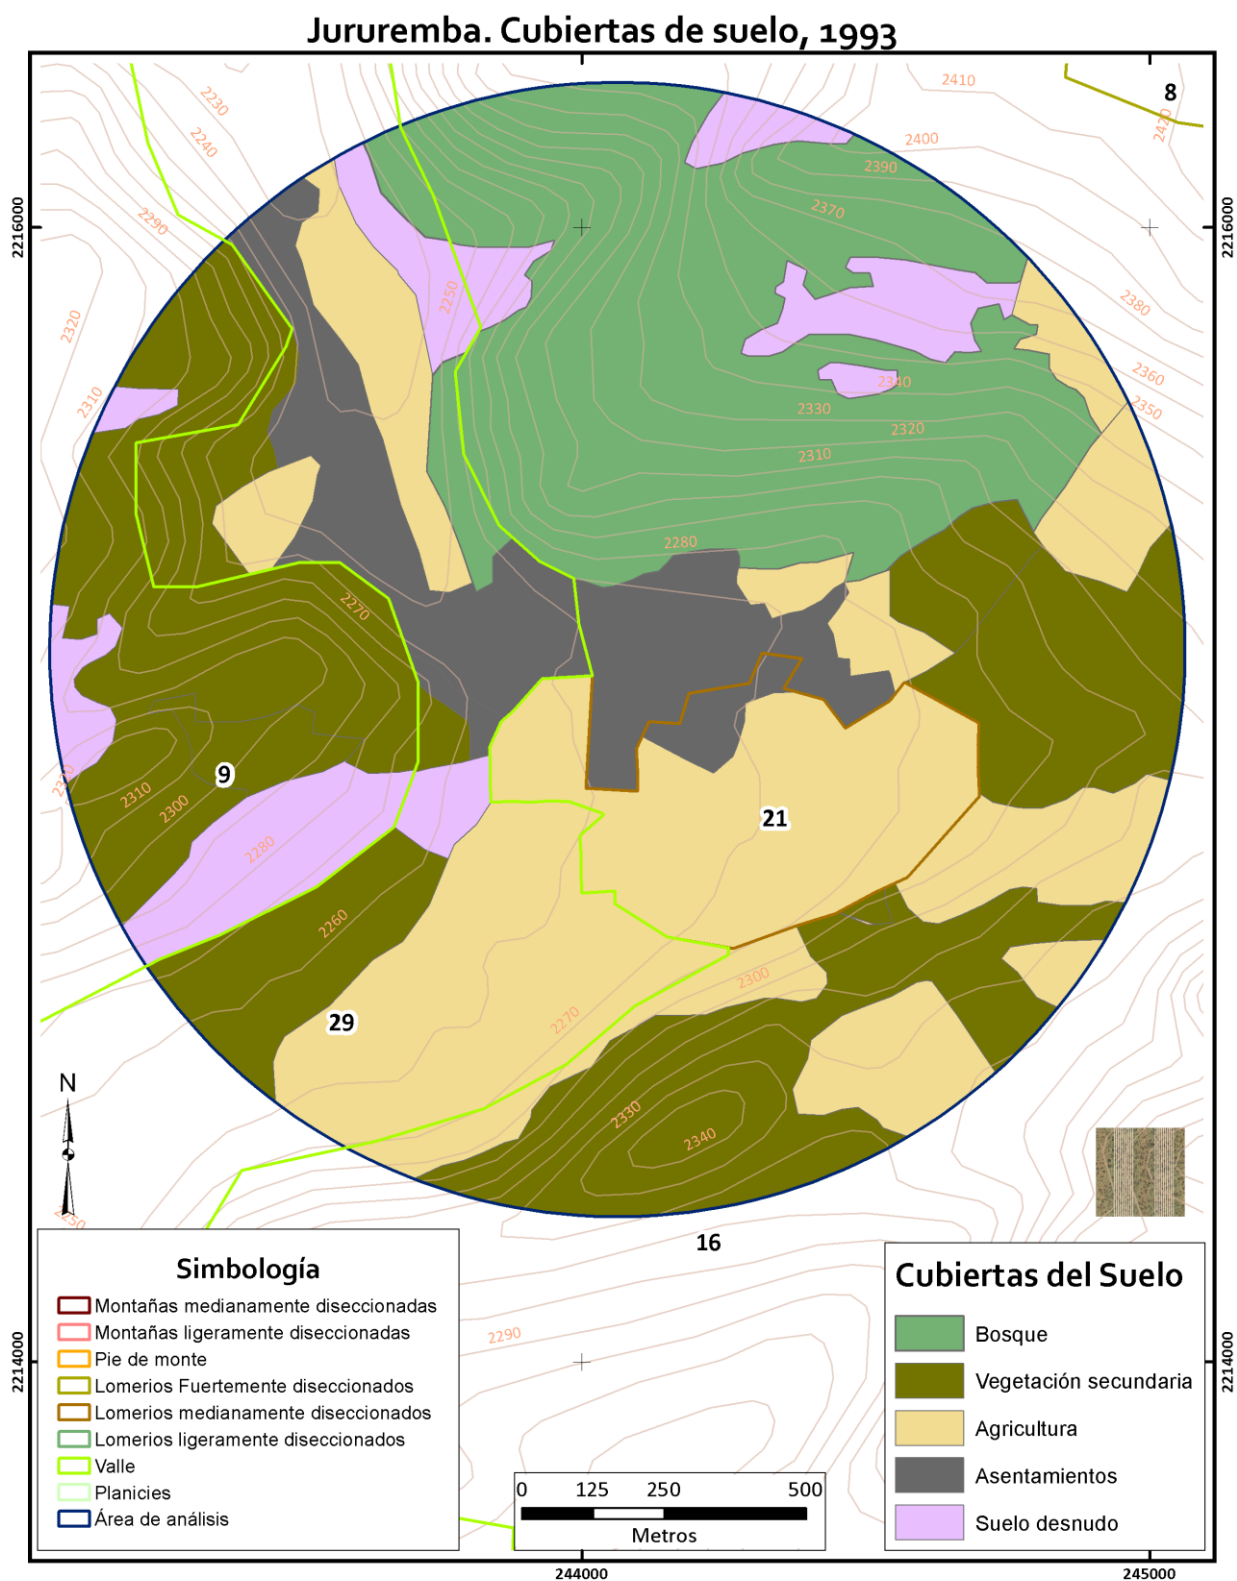 Jururemba. Cubiertas de suelo, 1993
2410
8
2230
2420
2240
2400
2390
2370
2290
2216000
2216000
2250
2380
2320
2360
2340
2350
2310
2330
2320
2310
2280
2270
9
2310
2300
21
2280
2260
2300
29
2270
N
2330
2340
2250
16
Simbología
Montañas medianamente diseccionadas
Montañas ligeramente diseccionadas
Pie de monte
Lomerios Fuertemente diseccionados
Lomerios medianamente diseccionados
Lomerios ligeramente diseccionados
Valle
Planicies
Área de análisis
2290
0 125 250 500
Metros
Cubiertas del Suelo
Bosque
Vegetación secundaria
Agricultura
Asentamientos
Suelo desnudo
2214000
2214000
244000
245000